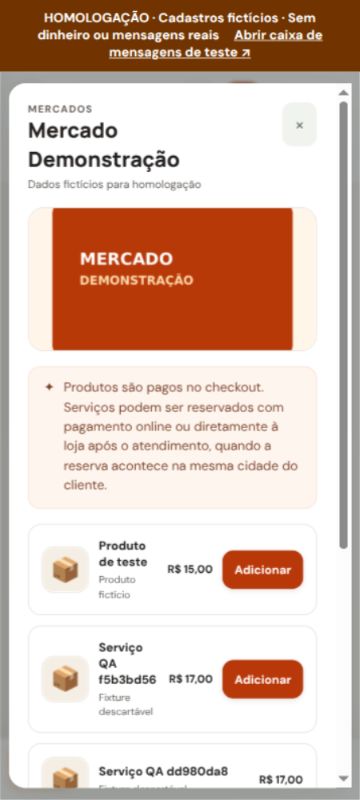 HOMOLOGAÇÃO · Cadastros fictícios · Sem
dinheiro ou mensagens reais Abrir caixa de
mensagens de teste ↗
MERCADOS
Mercado
Demonstração
×
Dados fictícios para homologação
MERCADO
DEMONSTRAÇÃO
✦ Produtos são pagos no checkout.
Serviços podem ser reservados com
pagamento online ou diretamente à
loja após o atendimento, quando a
reserva acontece na mesma cidade do
cliente.
Produto
de teste
Produto
fictício
R$ 15,00
Adicionar
Serviço
QA
f5b3bd56
Fixture
descartável
R$ 17,00
Adicionar
Serviço QA dd980da8
Fixture descartável
R$ 17,00